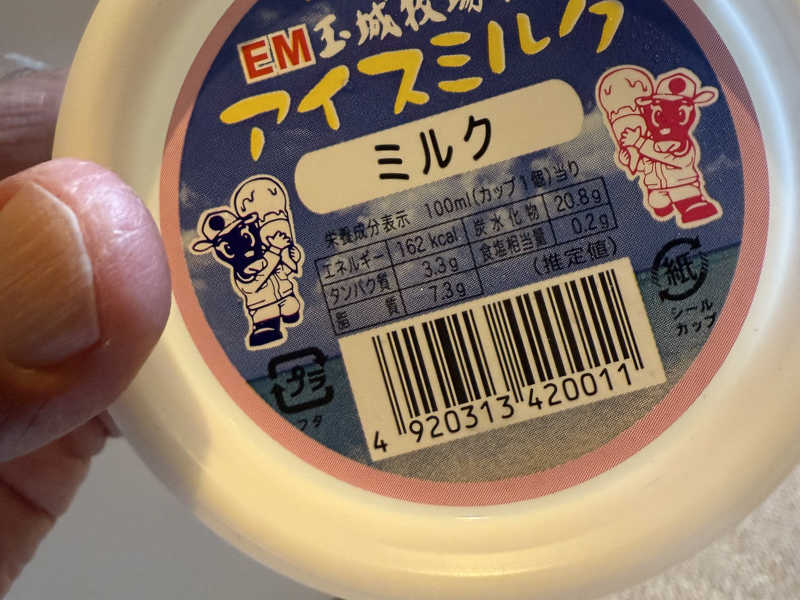 EM玉城牧場
アイスミルク
ミルク
栄養成分表示 100ml(カップ1個)当り
エネルギー 162 kcal 炭水化物 20.8g
タンパク質 3.3g 食塩相当量 0.2g
脂質 7.3g (推定値)
紙
シール
カップ
プラ
フタ
4 920313 420011